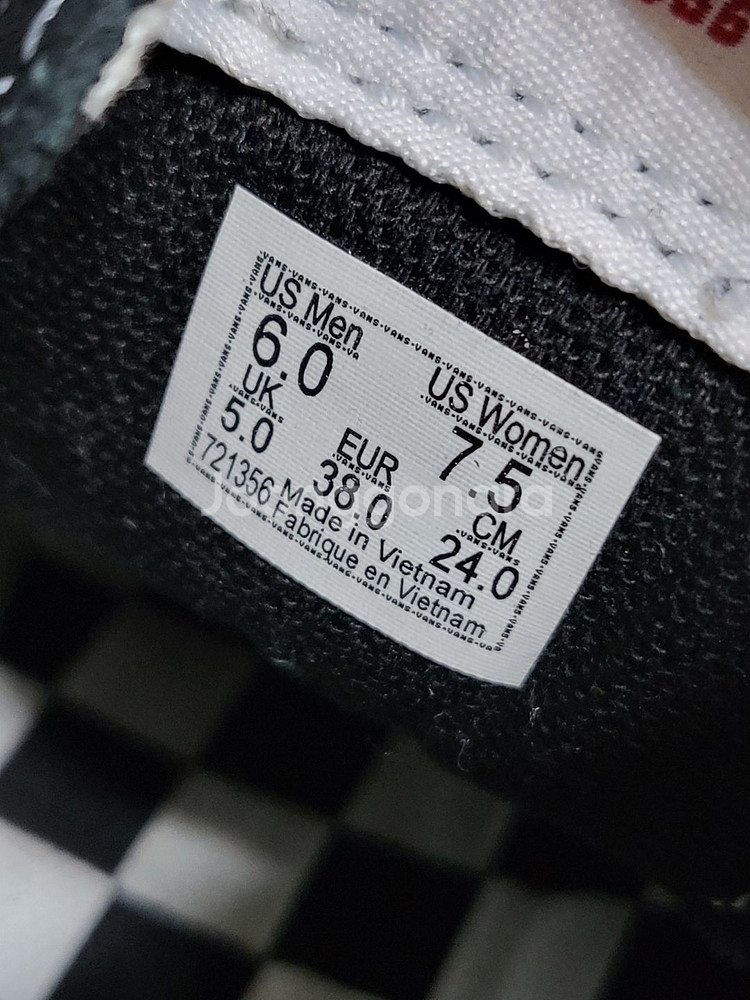 US Men
6.0
US Women
7.5
UK
5.0
EUR
38.0
CM
24.0
721356 Made in Vietnam
Fabrique en Vietnam
VANS